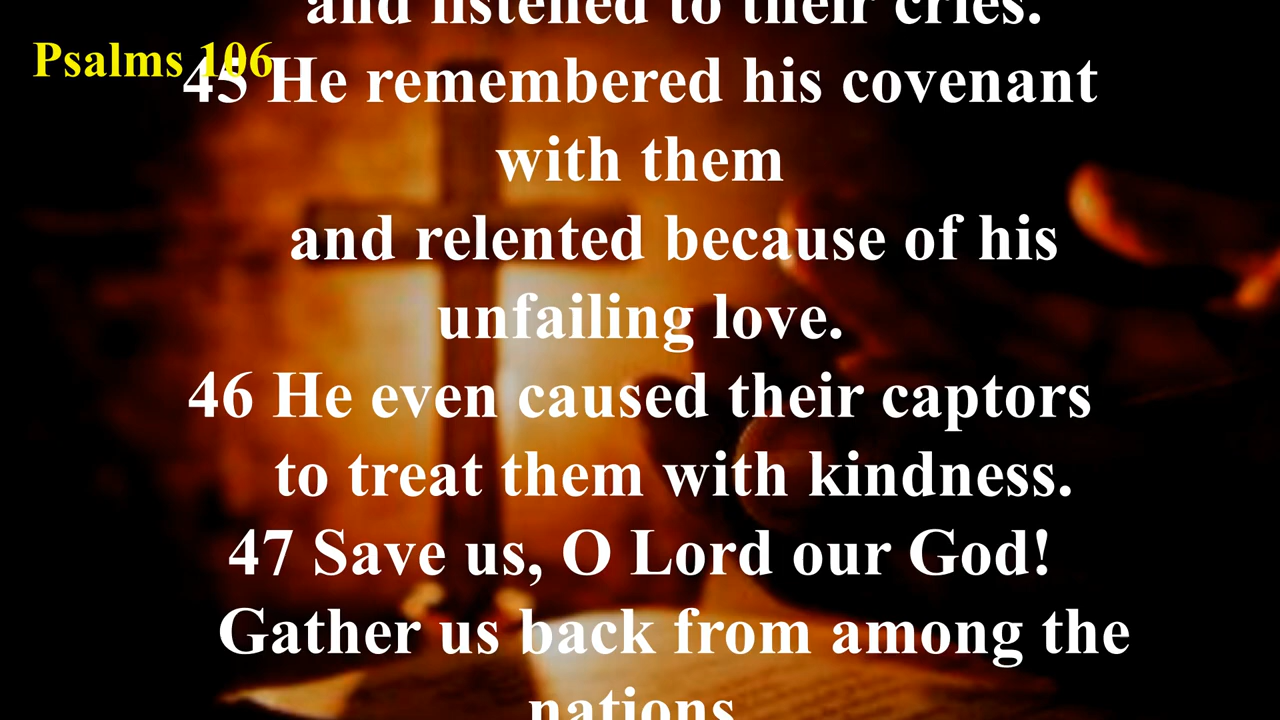 and listened to their cries.
Psalms 106
45 He remembered his covenant
with them
and relented because of his
unfailing love.
46 He even caused their captors
to treat them with kindness.
47 Save us, O Lord our God!
Gather us back from among the
nations